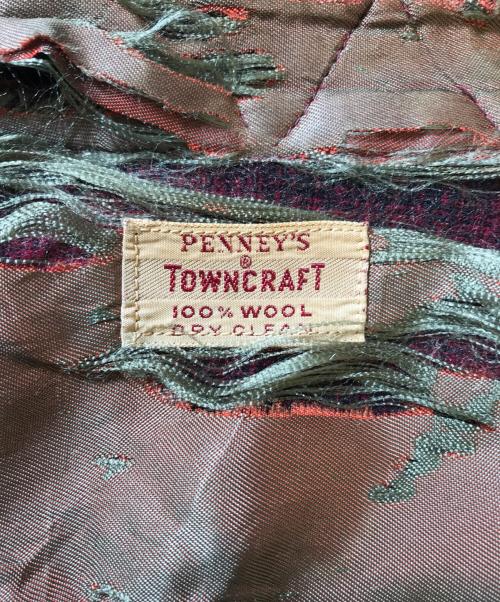 PENNEY'S
®
TOWNCRAFT
100% WOOL
DRY CLEAN